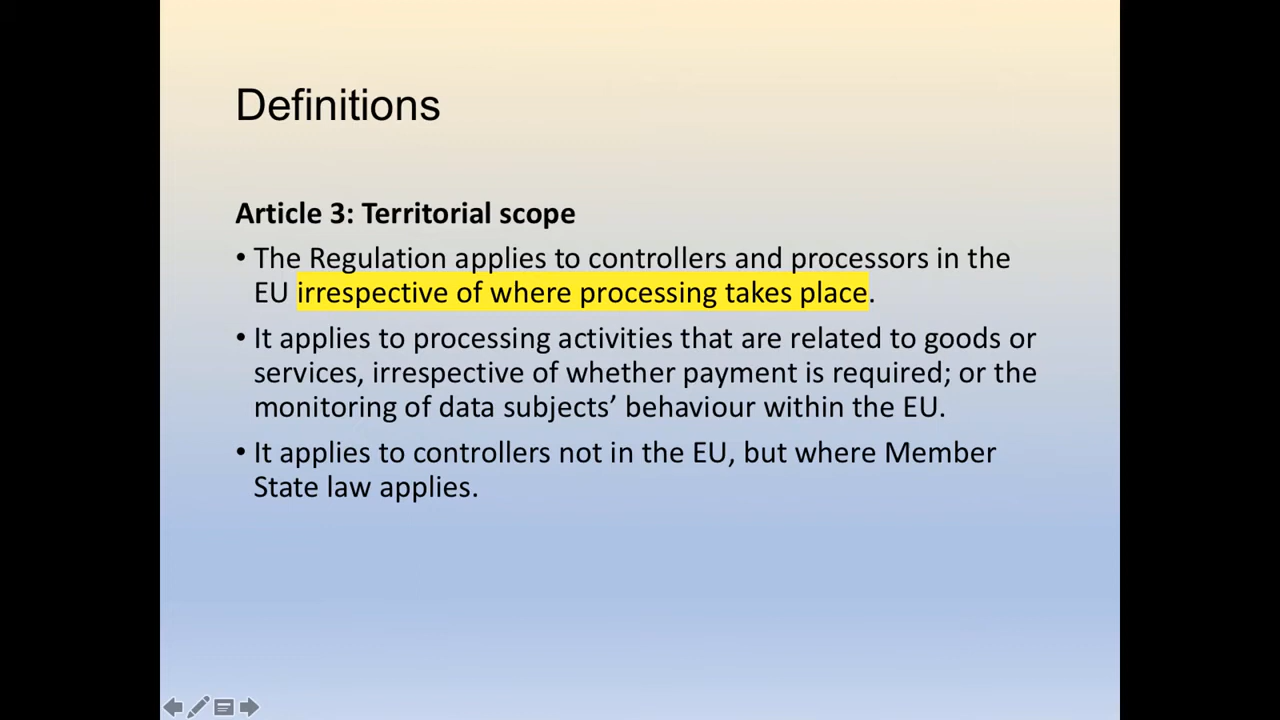 Definitions
Article 3: Territorial scope
• The Regulation applies to controllers and processors in the
EU irrespective of where processing takes place.
• It applies to processing activities that are related to goods or
services, irrespective of whether payment is required; or the
monitoring of data subjects’ behaviour within the EU.
• It applies to controllers not in the EU, but where Member
State law applies.